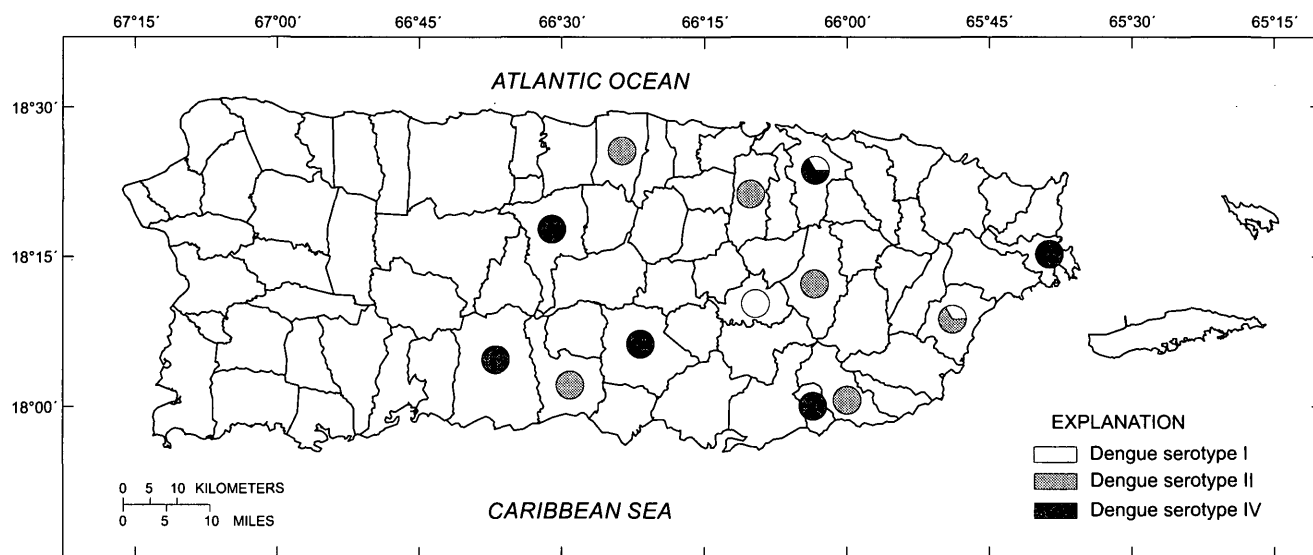 67°15´ 67°00´ 66°45´ 66°30´ 66°15´ 66°00´ 65°45´ 65°30´ 65°15´
ATLANTIC OCEAN
18°30´
18°15´
18°00´
EXPLANATION
Dengue serotype I
Dengue serotype II
Dengue serotype IV
0 5 10 KILOMETERS
0 5 10 MILES
CARIBBEAN SEA